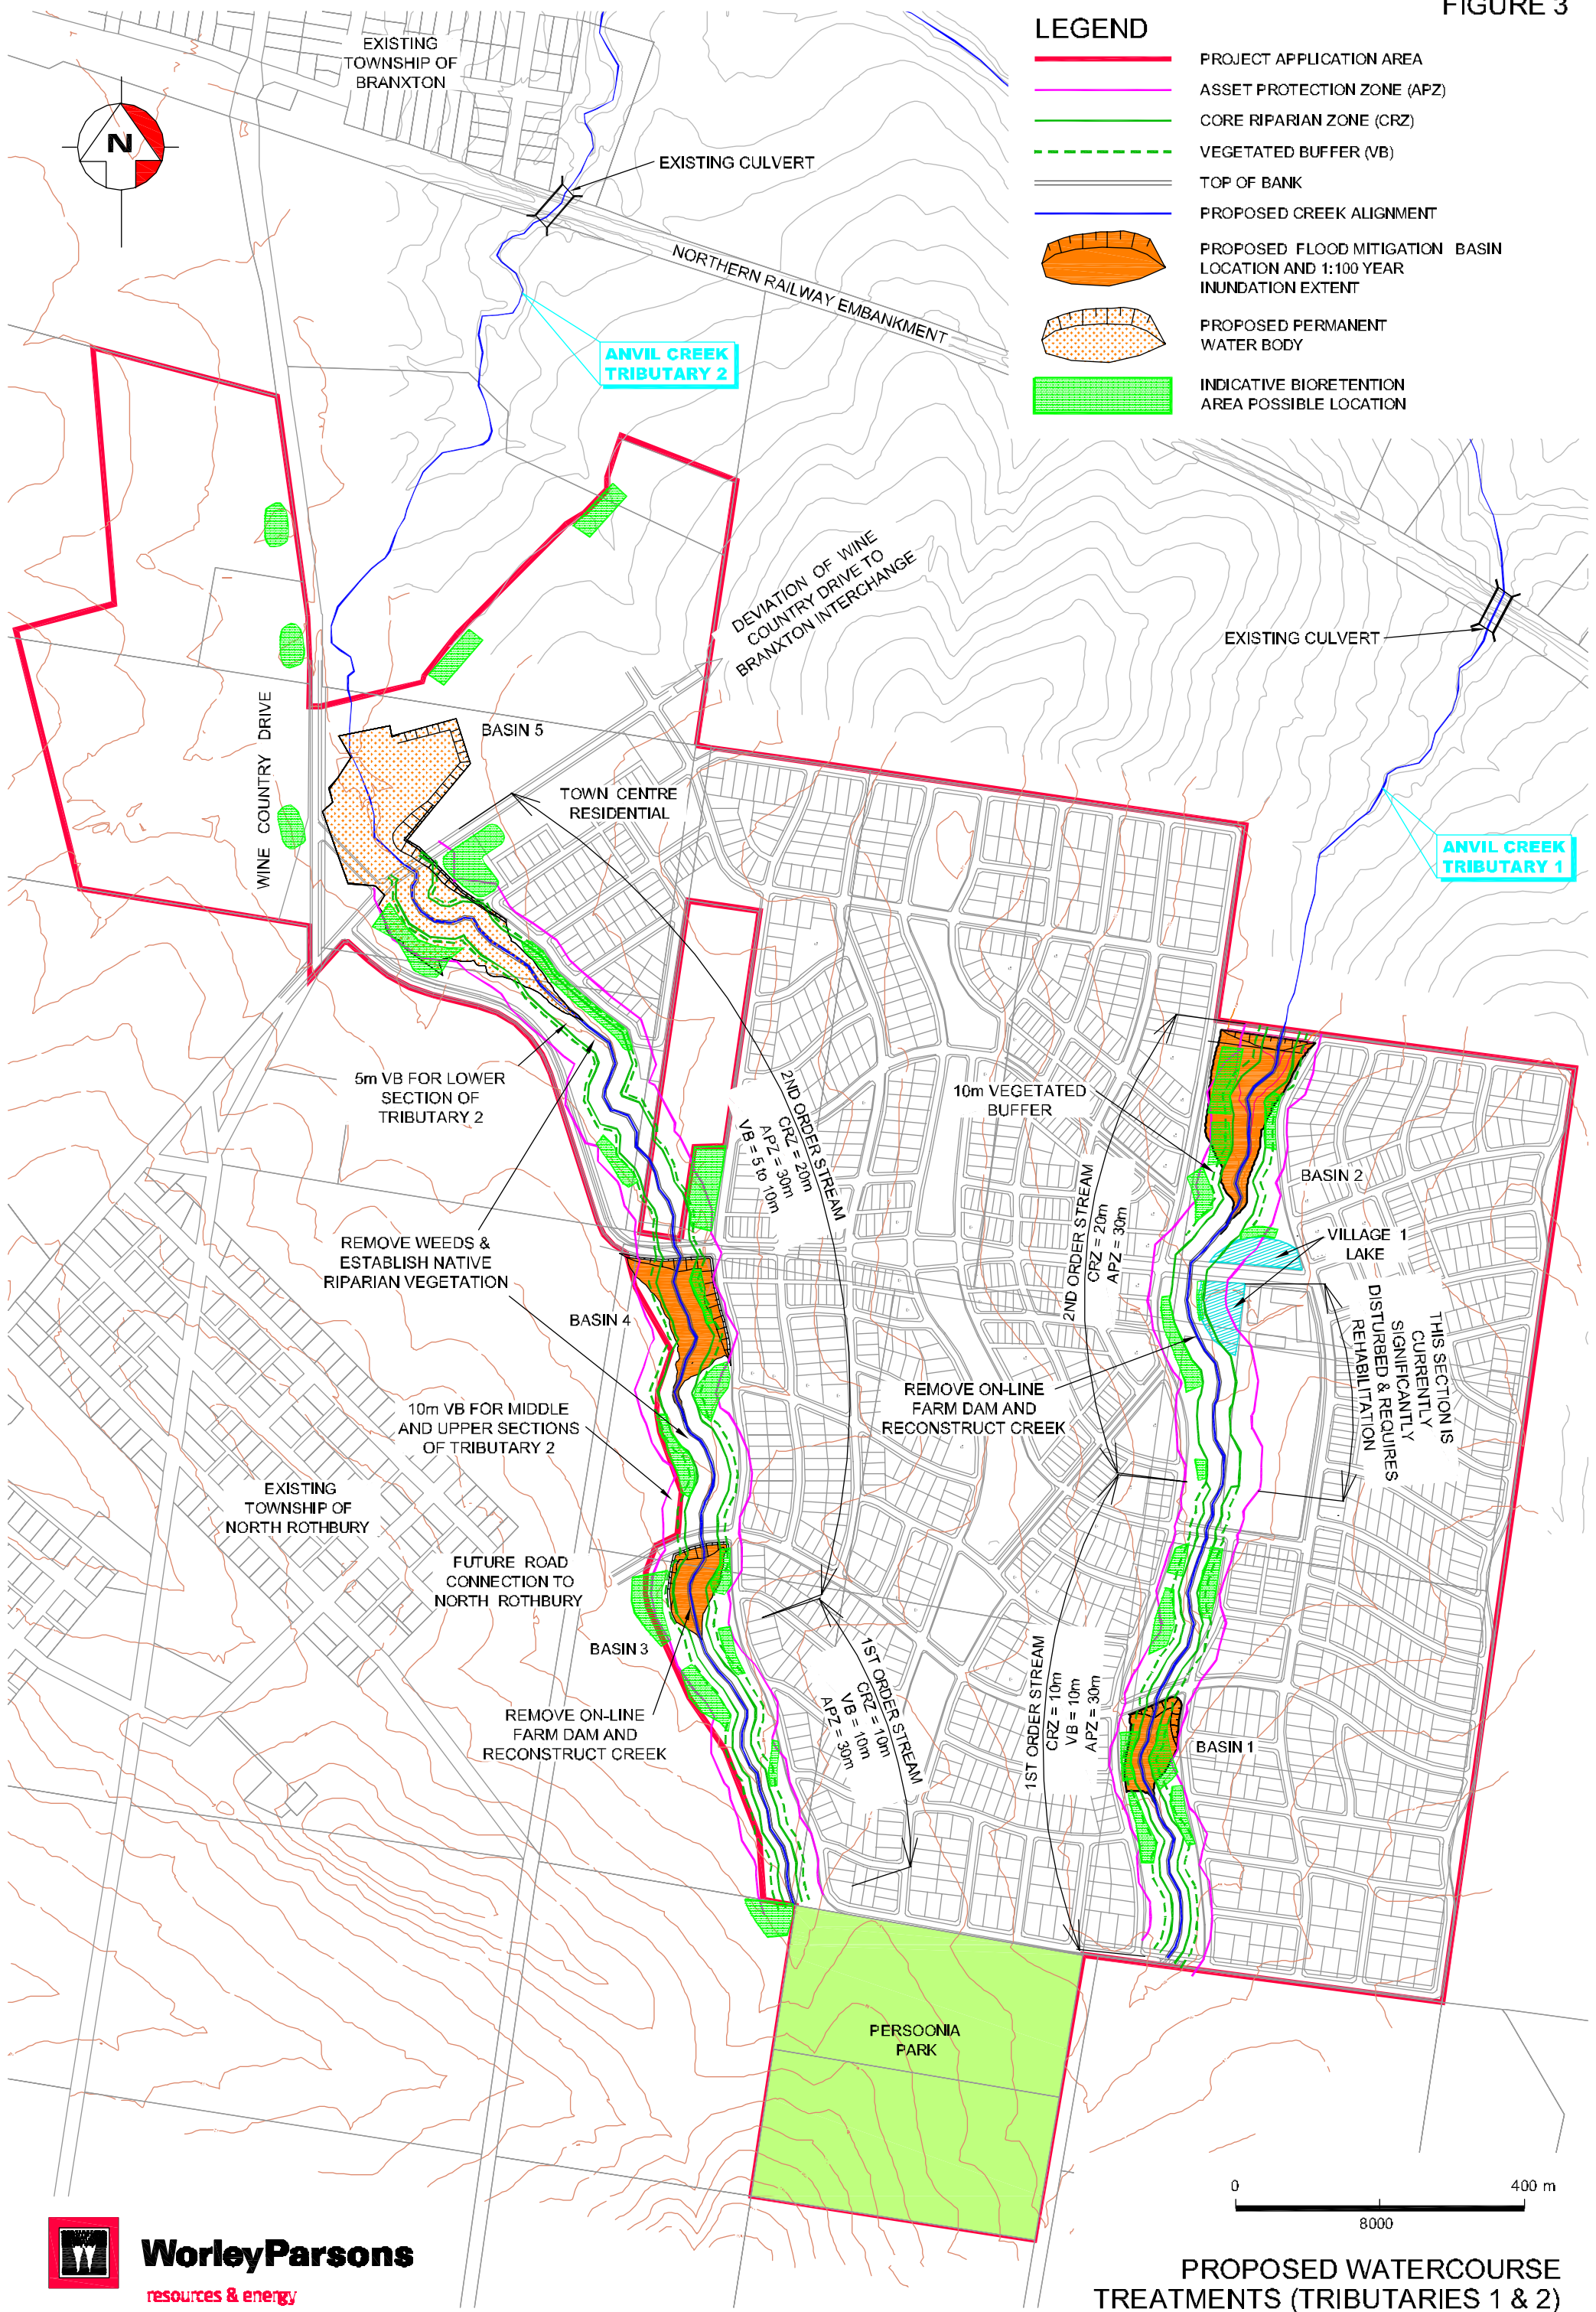 FIGURE 3
LEGEND
PROJECT APPLICATION AREA
ASSET PROTECTION ZONE (APZ)
CORE RIPARIAN ZONE (CRZ)
VEGETATED BUFFER (VB)
TOP OF BANK
PROPOSED CREEK ALIGNMENT
PROPOSED FLOOD MITIGATION BASIN
LOCATION AND 1:100 YEAR
INUNDATION EXTENT
PROPOSED PERMANENT
WATER BODY
INDICATIVE BIORETENTION
AREA POSSIBLE LOCATION
EXISTING
TOWNSHIP OF
BRANXTON
N
EXISTING CULVERT
NORTHERN RAILWAY EMBANKMENT
ANVIL CREEK
TRIBUTARY 2
DEVIATION OF WINE
COUNTRY DRIVE TO
BRANXTON INTERCHANGE
EXISTING CULVERT
WINE COUNTRY DRIVE
BASIN 5
TOWN CENTRE
RESIDENTIAL
ANVIL CREEK
TRIBUTARY 1
5m VB FOR LOWER
SECTION OF
TRIBUTARY 2
2ND ORDER STREAM
CRZ = 20m
APZ = 30m
VB = 5 to 10m
10m VEGETATED
BUFFER
BASIN 2
2ND ORDER STREAM
CRZ = 20m
APZ = 30m
VILLAGE 1
LAKE
REMOVE WEEDS &
ESTABLISH NATIVE
RIPARIAN VEGETATION
BASIN 4
THIS SECTION IS
CURRENTLY
SIGNIFICANTLY
DISTURBED & REQUIRES
REHABILITATION
REMOVE ON-LINE
FARM DAM AND
RECONSTRUCT CREEK
10m VB FOR MIDDLE
AND UPPER SECTIONS
OF TRIBUTARY 2
EXISTING
TOWNSHIP OF
NORTH ROTHBURY
FUTURE ROAD
CONNECTION TO
NORTH ROTHBURY
BASIN 3
1ST ORDER STREAM
CRZ = 10m
VB = 10m
APZ = 30m
1ST ORDER STREAM
CRZ = 10m
VB = 10m
APZ = 30m
REMOVE ON-LINE
FARM DAM AND
RECONSTRUCT CREEK
BASIN 1
PERSOONIA
PARK
0 400 m
8000
WorleyParsons
resources & energy
PROPOSED WATERCOURSE
TREATMENTS (TRIBUTARIES 1 & 2)